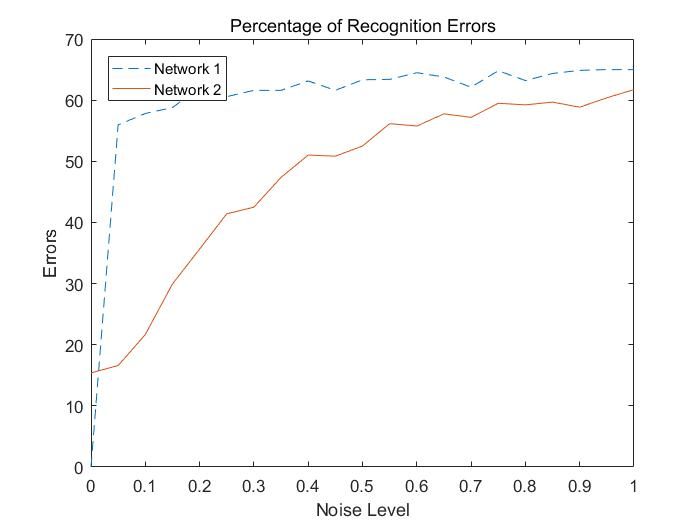 Percentage of Recognition Errors
70
60
50
40
30
20
10
0
Errors
Network 1
Network 2
0 0.1 0.2 0.3 0.4 0.5 0.6 0.7 0.8 0.9 1
Noise Level